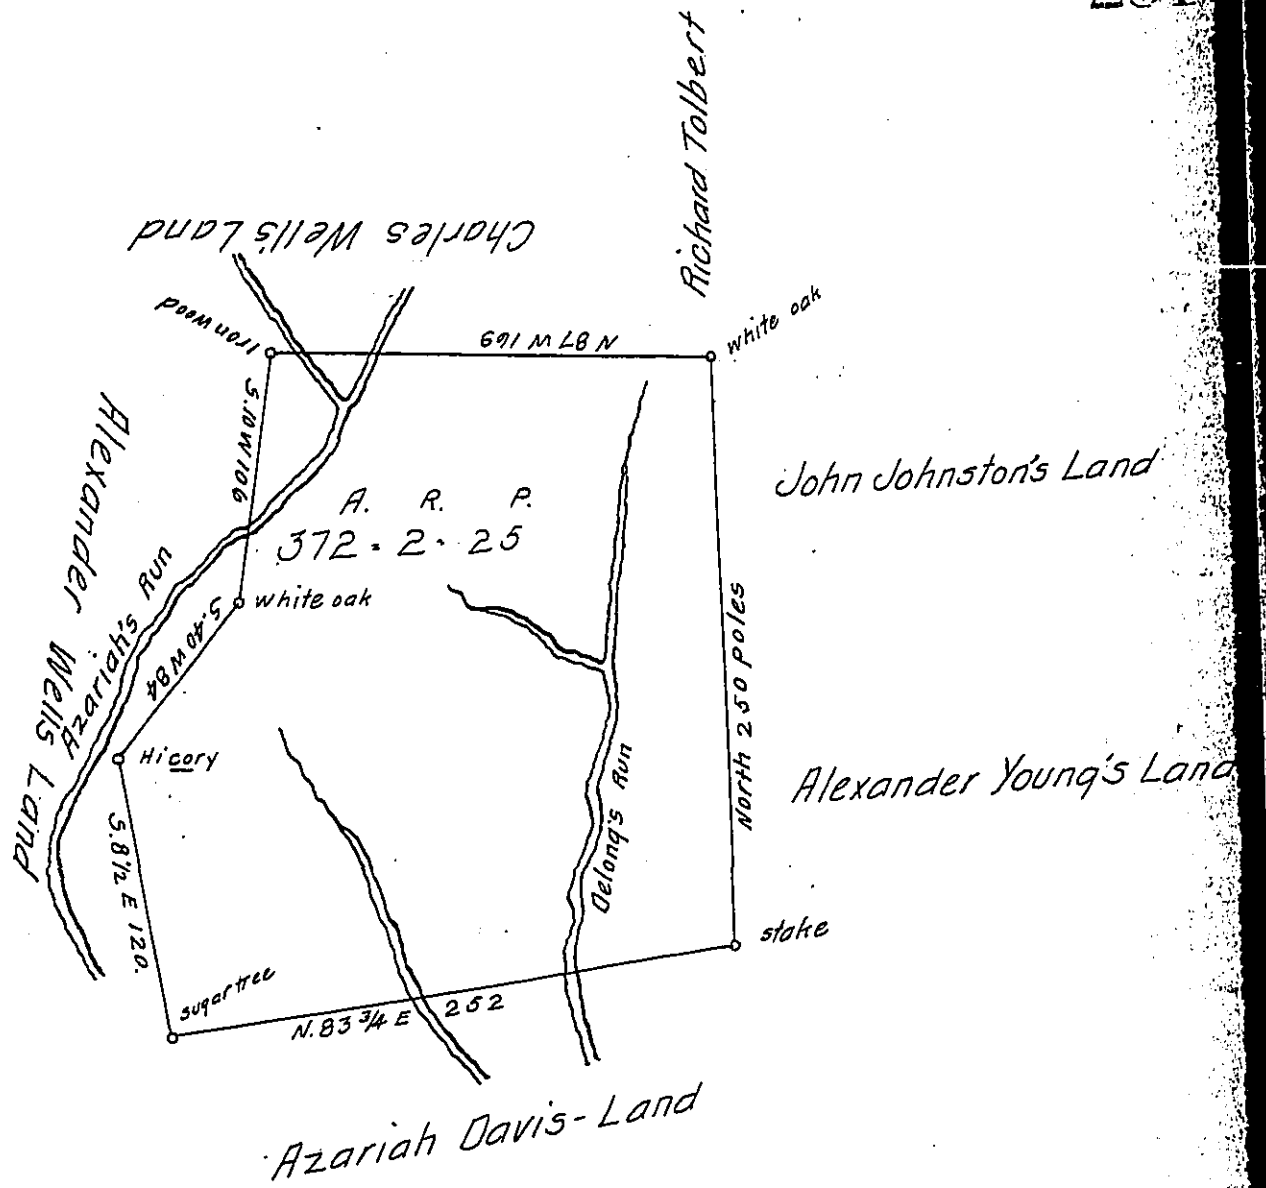 Richard Tolbert
Charles Wells Land
Iron wood
N 87 W 169
white oak
S. 10 W 106
Alexander Wells Land
John Johnston's Land
A. R. P.
372 - 2 - 25
Azariah's Run
white oak
S. 40 W 84
North 250 Poles
Hicory
Delong's Run
Alexander Young's Land
S. 8 1/2 E 120.
stake
sugartree
N. 83 3/4 E 252
Azariah Davis - Land